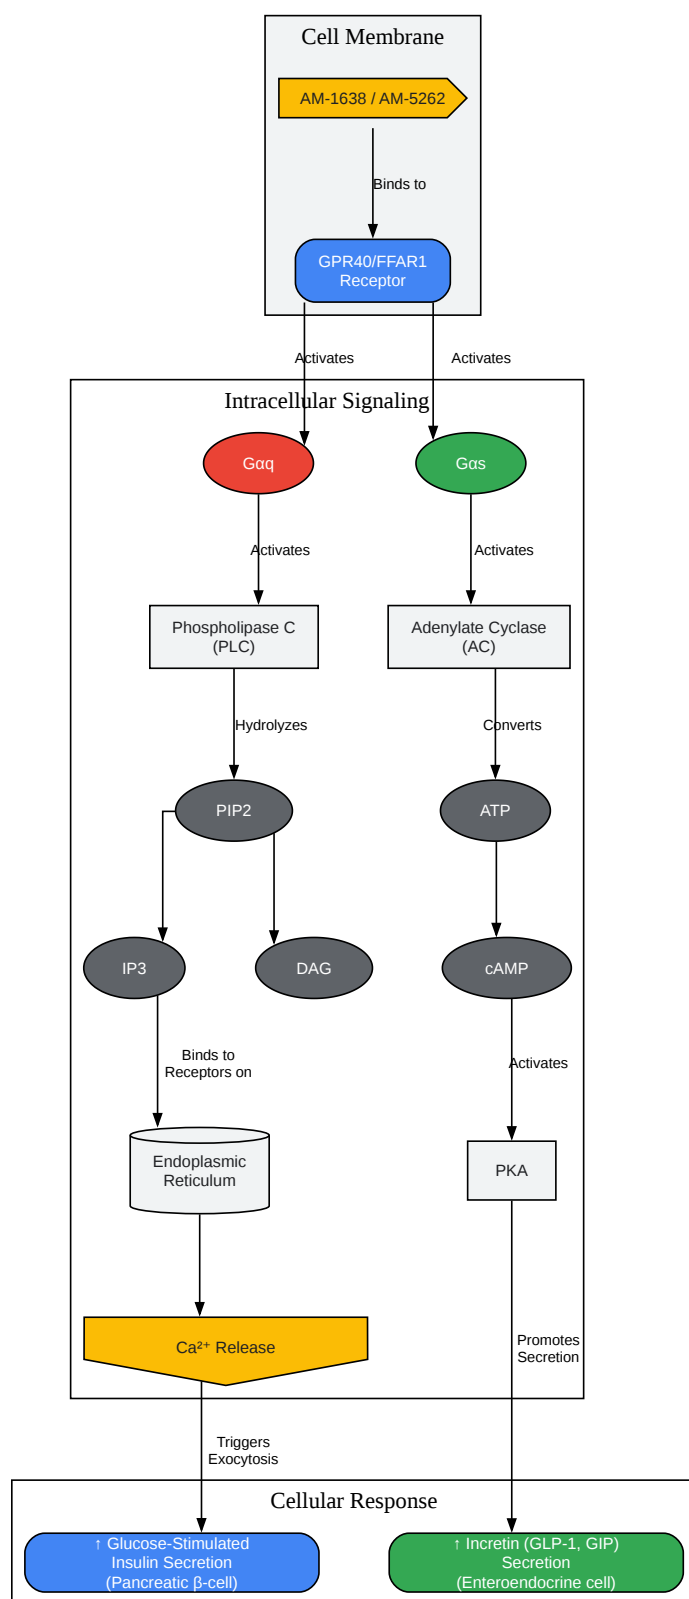 Cell Membrane
AM-1638 / AM-5262
Binds to
GPR40/FFAR1
Receptor
Activates
Activates
Intracellular Signaling
Gαq
Gαs
Activates
Activates
Phospholipase C
(PLC)
Adenylate Cyclase
(AC)
Hydrolyzes
Converts
PIP2
ATP
IP3
DAG
cAMP
Binds to
Receptors on
Activates
Endoplasmic
Reticulum
PKA
Ca²⁺ Release
Promotes
Secretion
Triggers
Exocytosis
Cellular Response
↑ Glucose-Stimulated
Insulin Secretion
(Pancreatic β-cell)
↑ Incretin (GLP-1, GIP)
Secretion
(Enteroendocrine cell)